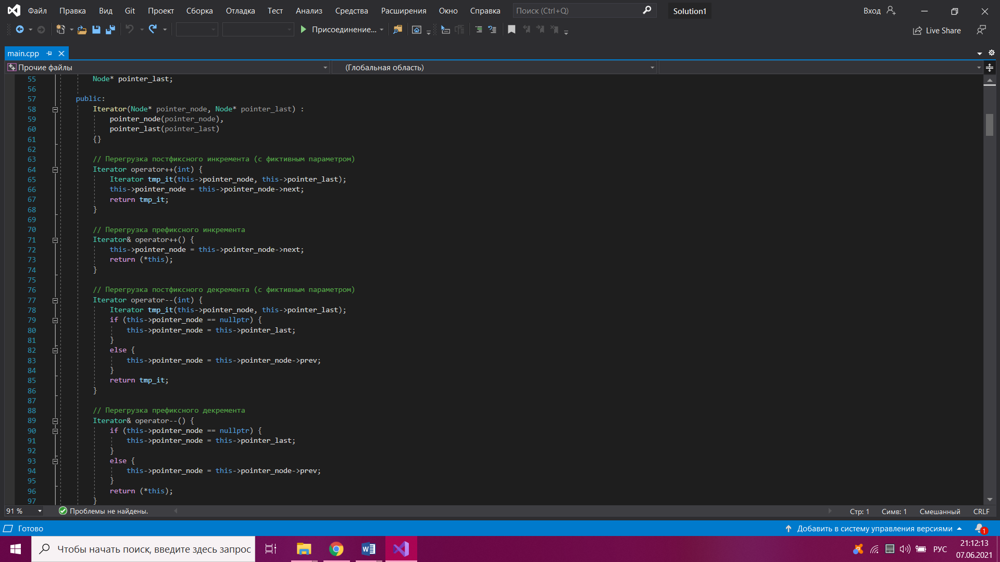 Файл Правка Вид Git Проект Сборка Отладка Тест Анализ Средства Расширения Окно Справка Поиск (Ctrl+Q) Solution1 Вход
Присоединение... Live Share
main.cpp
Прочие файлы (Глобальная область)
55 Node* pointer_last;
56
57 public:
58 Iterator(Node* pointer_node, Node* pointer_last) :
59 pointer_node(pointer_node),
60 pointer_last(pointer_last)
61 {}
62
63 // Перегрузка постфиксного инкремента (с фиктивным параметром)
64 Iterator operator++(int) {
65 Iterator tmp_it(this->pointer_node, this->pointer_last);
66 this->pointer_node = this->pointer_node->next;
67 return tmp_it;
68 }
69
70 // Перегрузка префиксного инкремента
71 Iterator& operator++() {
72 this->pointer_node = this->pointer_node->next;
73 return (*this);
74 }
75
76 // Перегрузка постфиксного декремента (с фиктивным параметром)
77 Iterator operator--(int) {
78 Iterator tmp_it(this->pointer_node, this->pointer_last);
79 if (this->pointer_node == nullptr) {
80 this->pointer_node = this->pointer_last;
81 }
82 else {
83 this->pointer_node = this->pointer_node->prev;
84 }
85 return tmp_it;
86 }
87
88 // Перегрузка префиксного декремента
89 Iterator& operator--() {
90 if (this->pointer_node == nullptr) {
91 this->pointer_node = this->pointer_last;
92 }
93 else {
94 this->pointer_node = this->pointer_node->prev;
95 }
96 return (*this);
97 }
91 % Проблемы не найдены. Стр: 1 Симв: 1 Смешанный CRLF
Готово Добавить в систему управления версиями 1
Чтобы начать поиск, введите здесь запрос РУС 21:12:13
07.06.2021